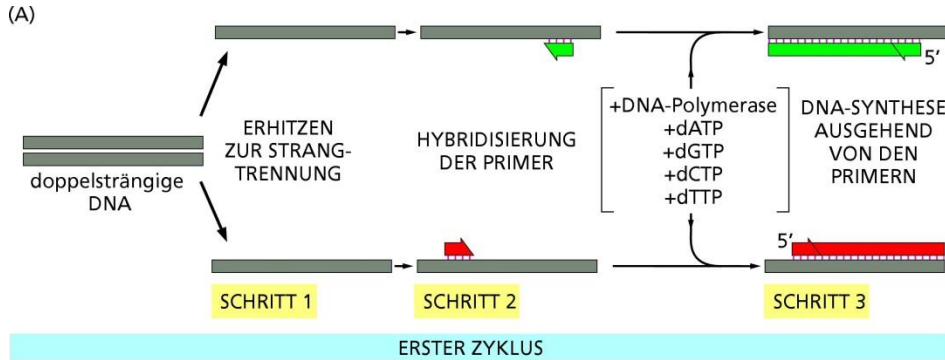 (A)
5'
doppelsträngige
DNA
ERHITZEN
ZUR STRANG-
TRENNUNG
HYBRIDISIERUNG
DER PRIMER
+DNA-Polymerase
+dATP
+dGTP
+dCTP
+dTTP
DNA-SYNTHESE
AUSGEHEND
VON DEN
PRIMERN
5'
SCHRITT 1
SCHRITT 2
SCHRITT 3
ERSTER ZYKLUS